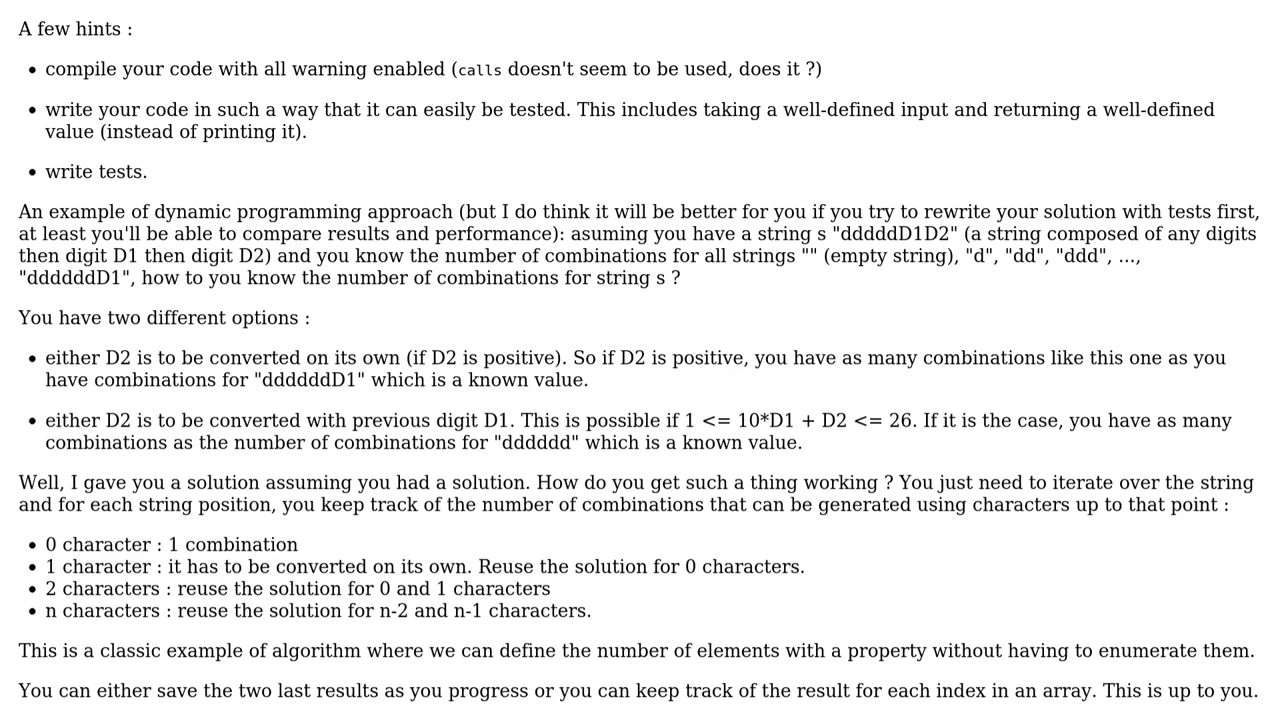 A few hints :
• compile your code with all warning enabled (calls doesn't seem to be used, does it ?)
• write your code in such a way that it can easily be tested. This includes taking a well-defined input and returning a well-defined
value (instead of printing it).
• write tests.
An example of dynamic programming approach (but I do think it will be better for you if you try to rewrite your solution with tests first,
at least you'll be able to compare results and performance): asuming you have a string s "dddddD1D2" (a string composed of any digits
then digit D1 then digit D2) and you know the number of combinations for all strings "" (empty string), "d", "dd", "ddd", ...,
"ddddddD1", how to you know the number of combinations for string s ?
You have two different options :
• either D2 is to be converted on its own (if D2 is positive). So if D2 is positive, you have as many combinations like this one as you
have combinations for "ddddddD1" which is a known value.
• either D2 is to be converted with previous digit D1. This is possible if 1 <= 10*D1 + D2 <= 26. If it is the case, you have as many
combinations as the number of combinations for "dddddd" which is a known value.
Well, I gave you a solution assuming you had a solution. How do you get such a thing working ? You just need to iterate over the string
and for each string position, you keep track of the number of combinations that can be generated using characters up to that point :
• 0 character : 1 combination
• 1 character : it has to be converted on its own. Reuse the solution for 0 characters.
• 2 characters : reuse the solution for 0 and 1 characters
• n characters : reuse the solution for n-2 and n-1 characters.
This is a classic example of algorithm where we can define the number of elements with a property without having to enumerate them.
You can either save the two last results as you progress or you can keep track of the result for each index in an array. This is up to you.